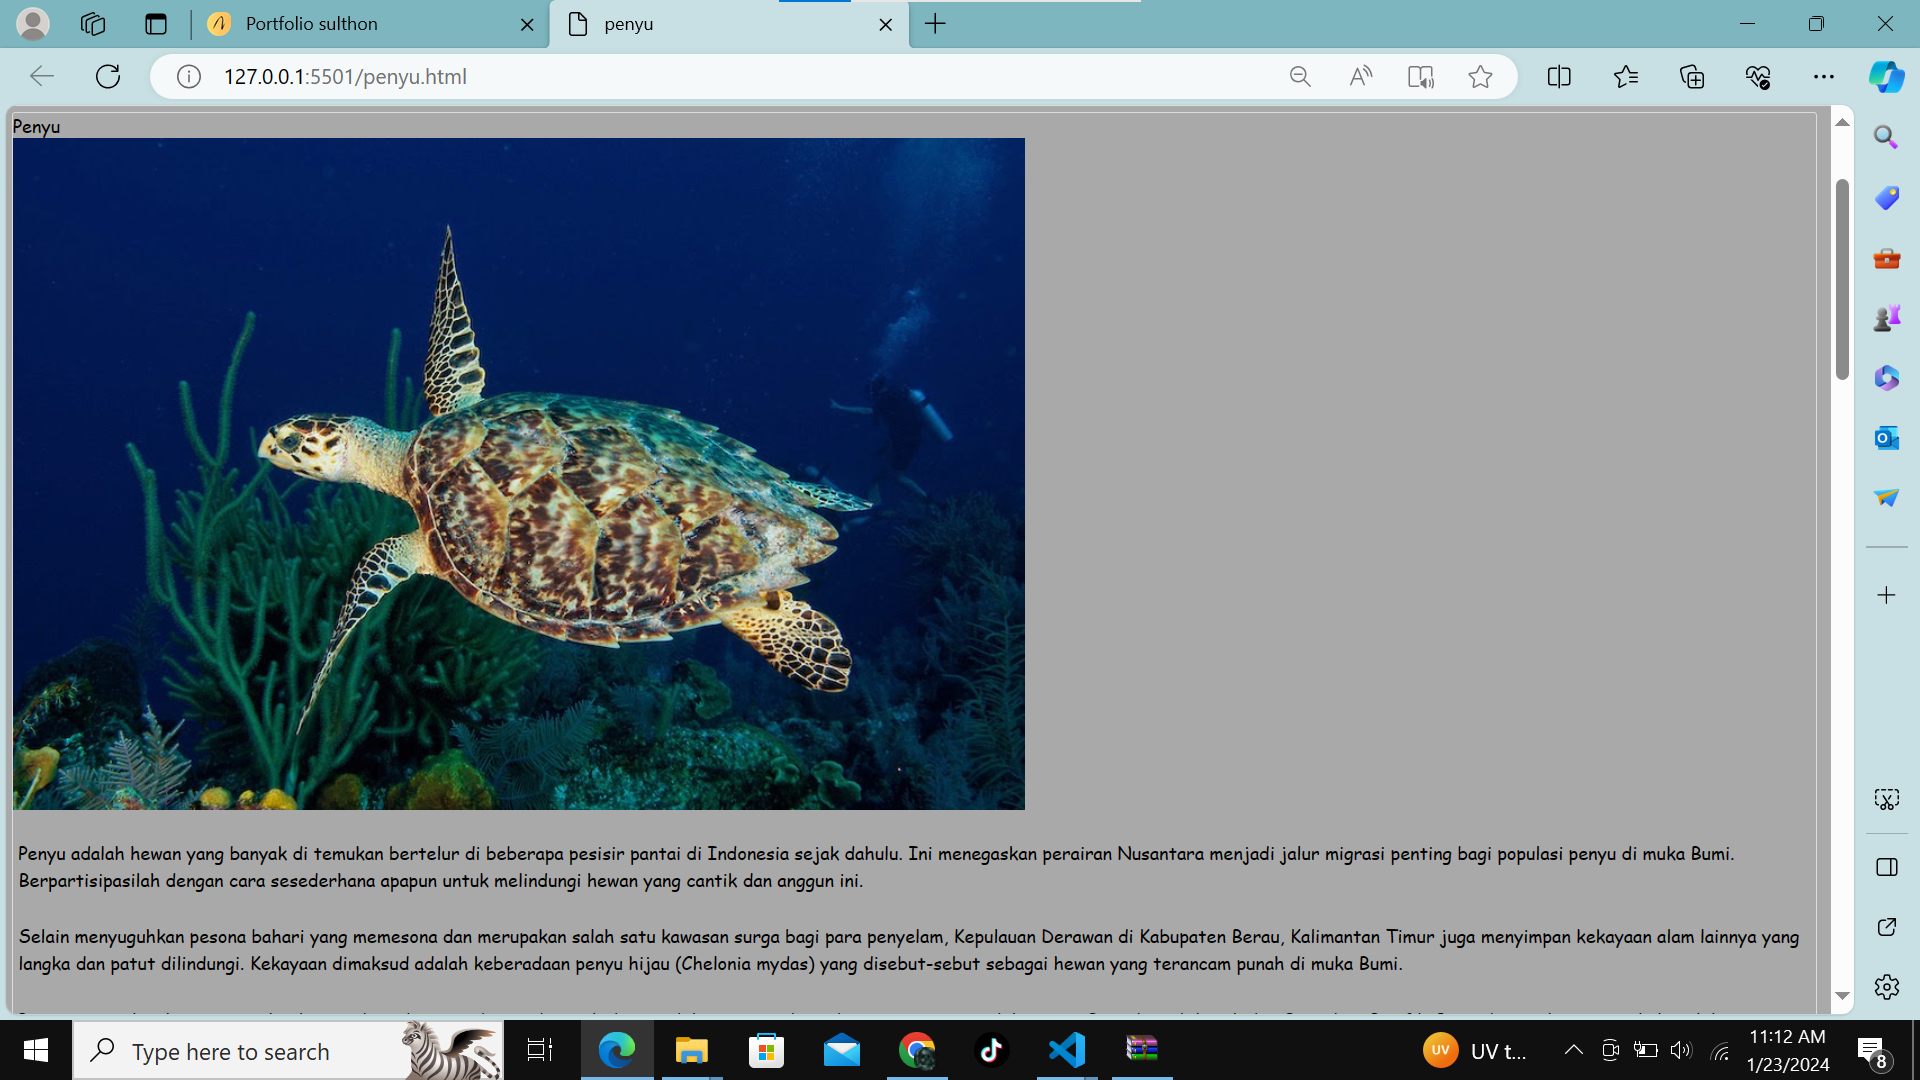 Portfolio sulthon
penyu
127.0.0.1:5501/penyu.html
Penyu
Penyu adalah hewan yang banyak di temukan bertelur di beberapa pesisir pantai di Indonesia sejak dahulu. Ini menegaskan perairan Nusantara menjadi jalur migrasi penting bagi populasi penyu di muka Bumi.
Berpartisipasilah dengan cara sesederhana apapun untuk melindungi hewan yang cantik dan anggun ini.
Selain menyuguhkan pesona bahari yang memesona dan merupakan salah satu kawasan surga bagi para penyelam, Kepulauan Derawan di Kabupaten Berau, Kalimantan Timur juga menyimpan kekayaan alam lainnya yang
langka dan patut dilindungi. Kekayaan dimaksud adalah keberadaan penyu hijau (Chelonia mydas) yang disebut-sebut sebagai hewan yang terancam punah di muka Bumi.
Type here to search
UV
UV t...
11:12 AM
1/23/2024
8